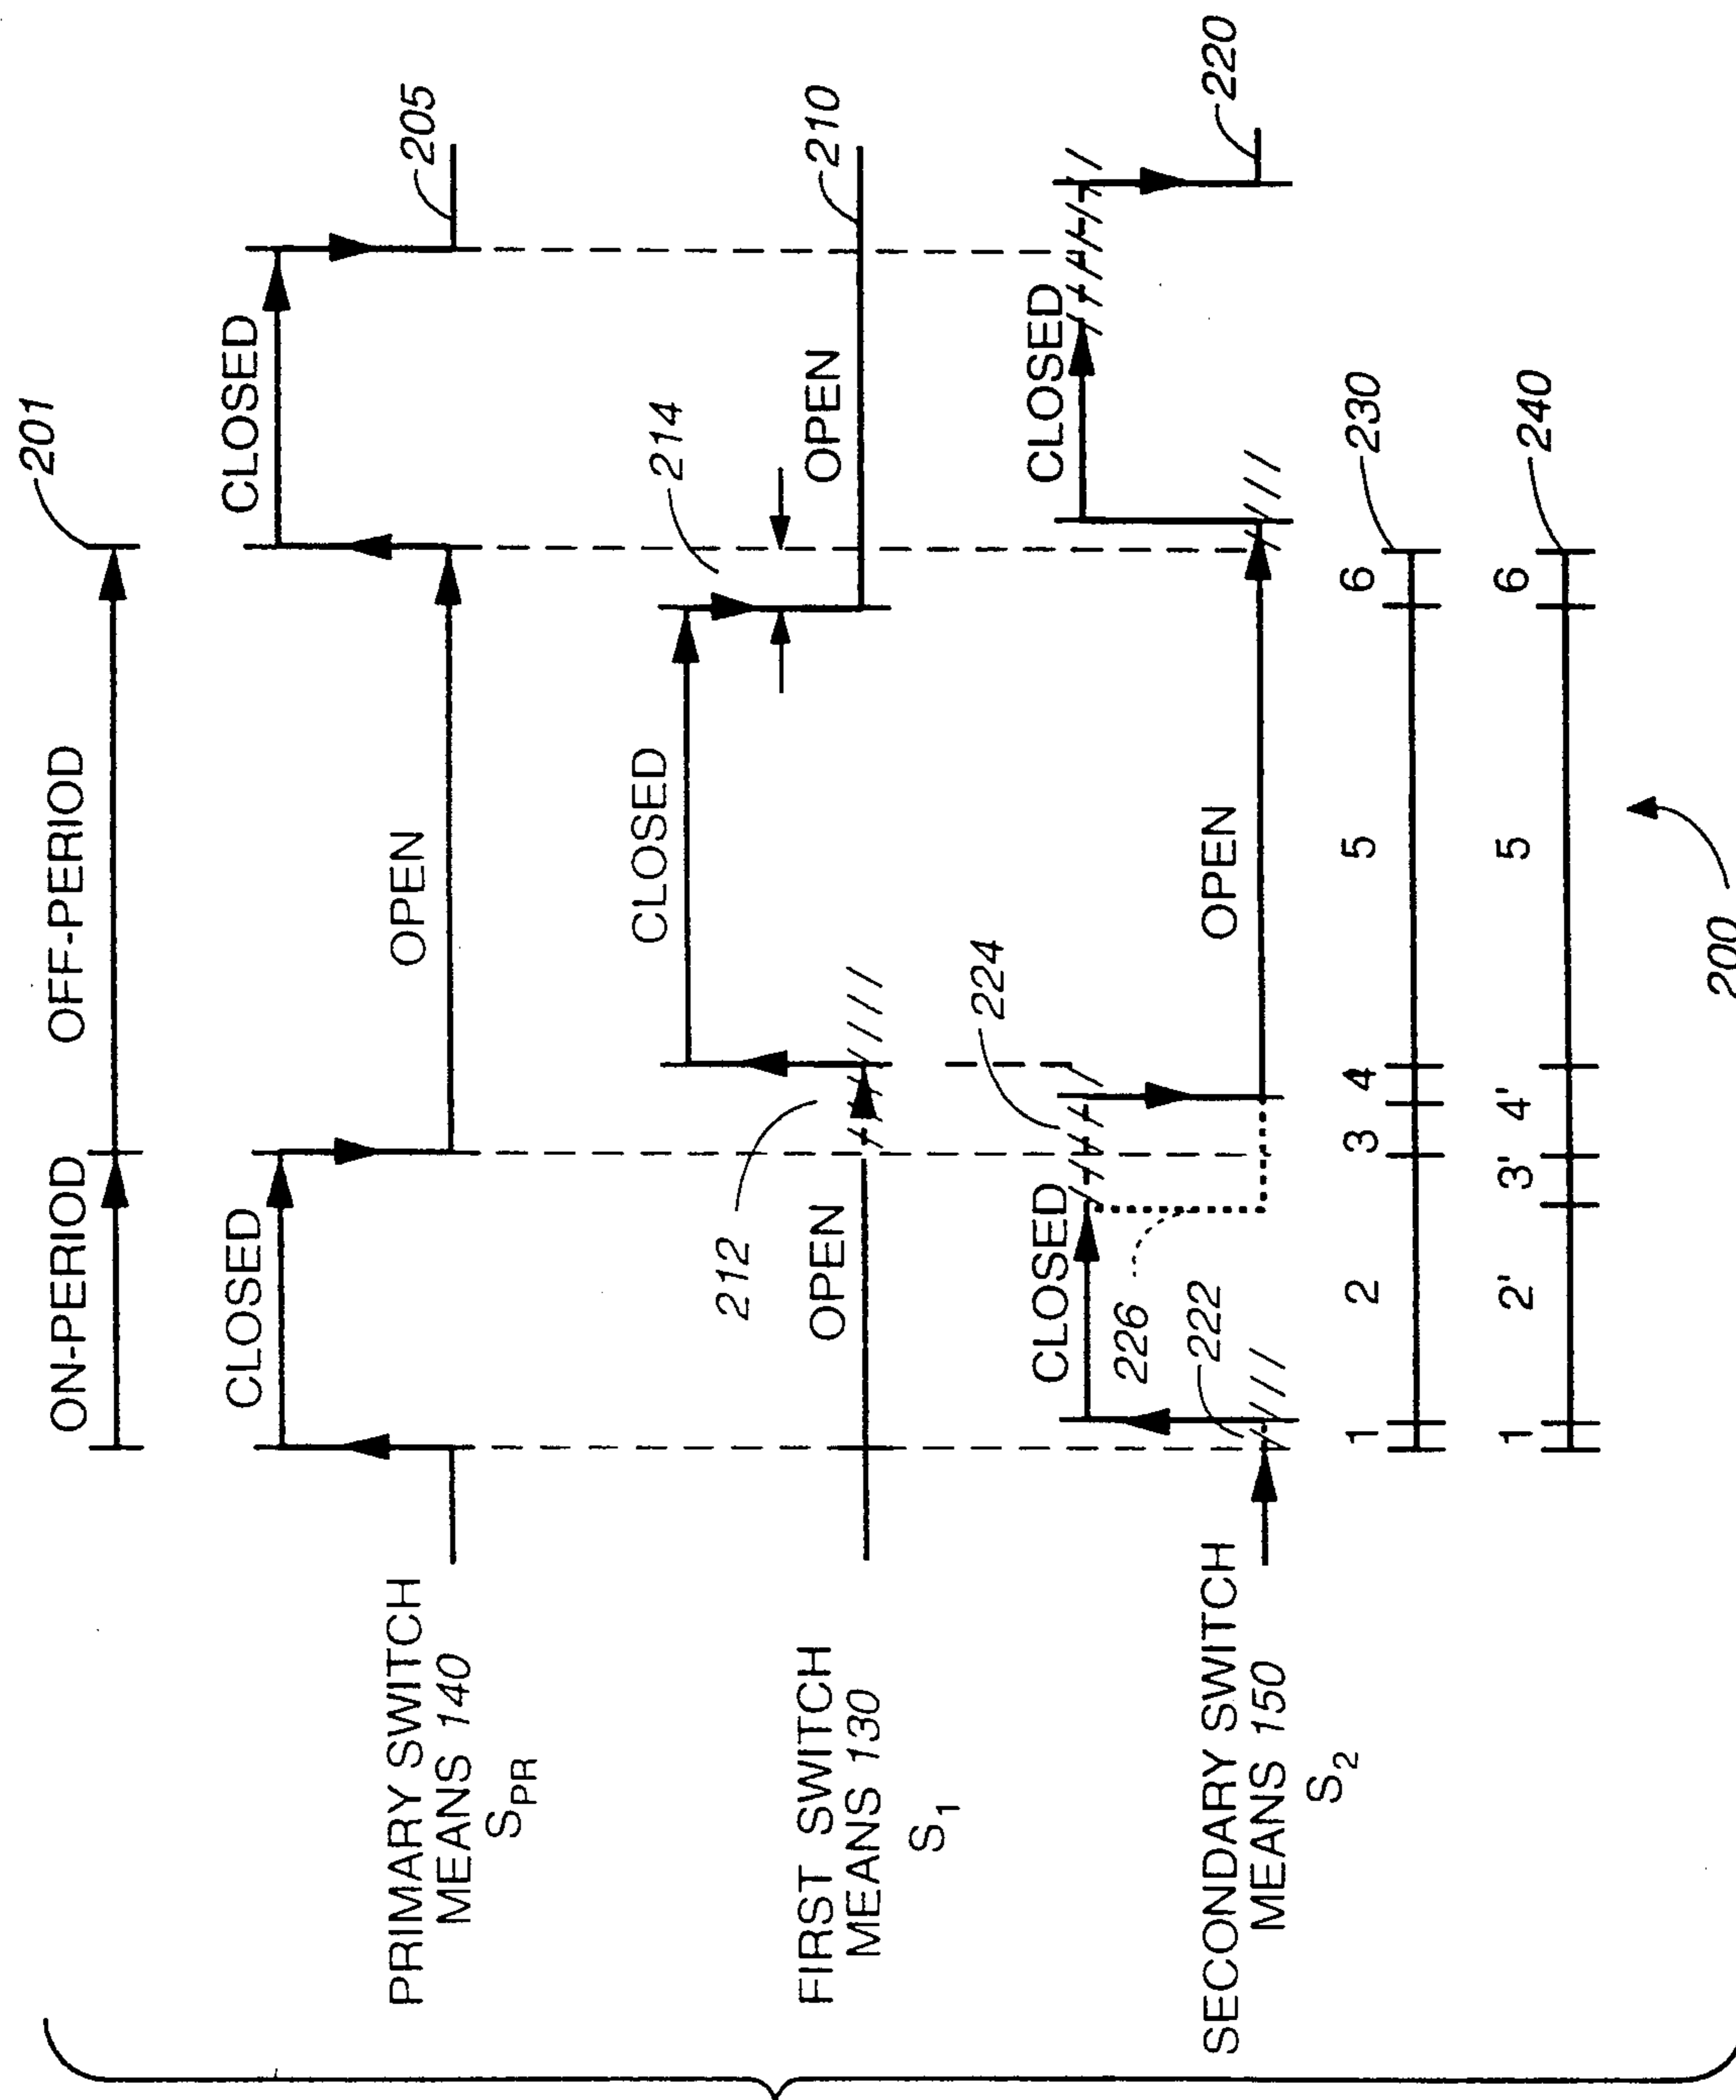 201
ON-PERIOD
OFF-PERIOD
PRIMARY SWITCH
MEANS 140
S_PR
CLOSED
OPEN
CLOSED
205
FIRST SWITCH
MEANS 130
S_1
OPEN
212
CLOSED
214
OPEN
210
SECONDARY SWITCH
MEANS 150
S_2
222
CLOSED
226
224
OPEN
CLOSED
220
1 2 3 4 5 6 230
1 2' 3' 4' 5 6 240
200